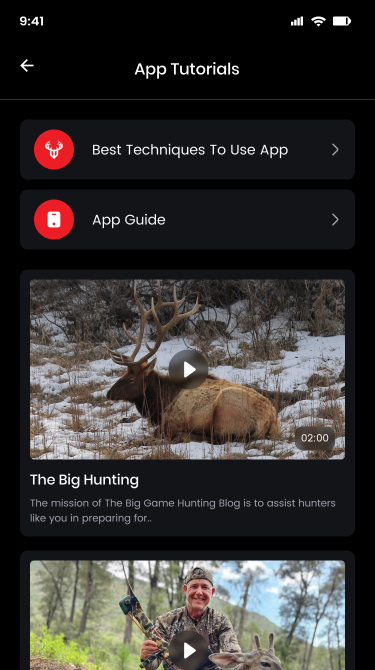 9:41
App Tutorials
Best Techniques To Use App
App Guide
02:00
The Big Hunting
The mission of The Big Game Hunting Blog is to assist hunters
like you in preparing for..